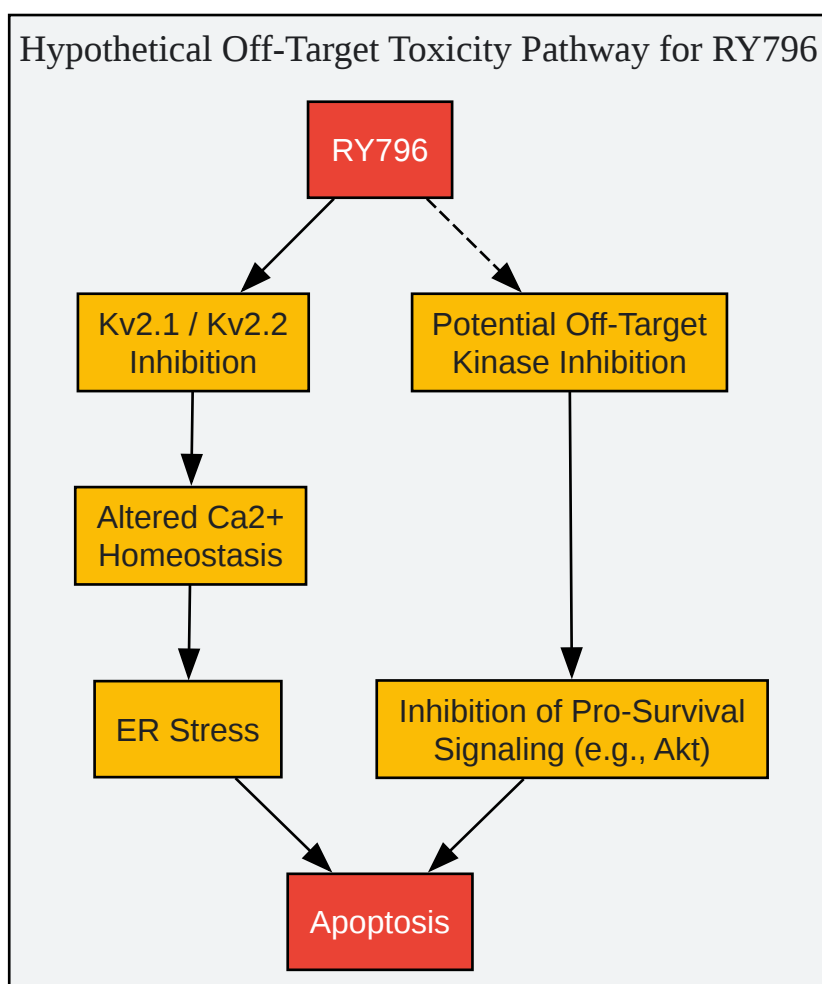 Hypothetical Off-Target Toxicity Pathway for RY796
RY796
Kv2.1 / Kv2.2
Inhibition
Potential Off-Target
Kinase Inhibition
Altered Ca2+
Homeostasis
ER Stress
Inhibition of Pro-Survival
Signaling (e.g., Akt)
Apoptosis